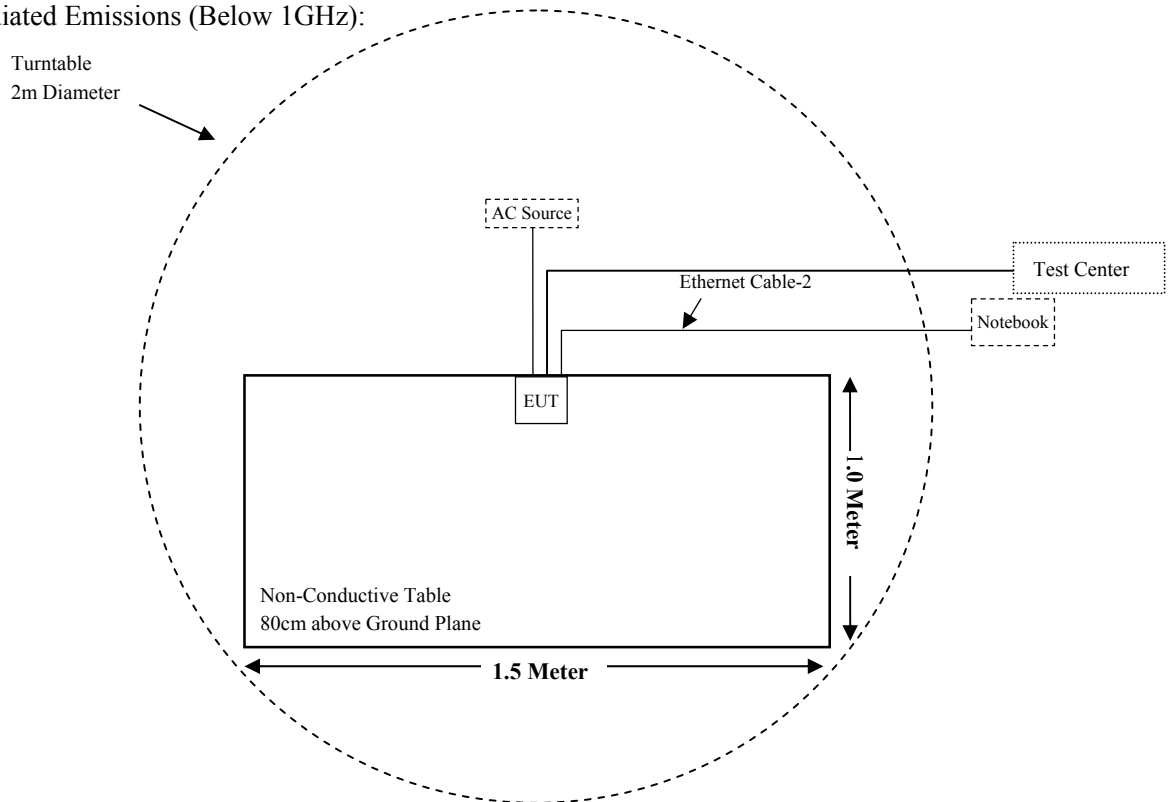 diated Emissions (Below 1GHz):
Turntable
2m Diameter
AC Source
Test Center
Ethernet Cable-2
Notebook
EUT
1.0 Meter
Non-Conductive Table
80cm above Ground Plane
1.5 Meter